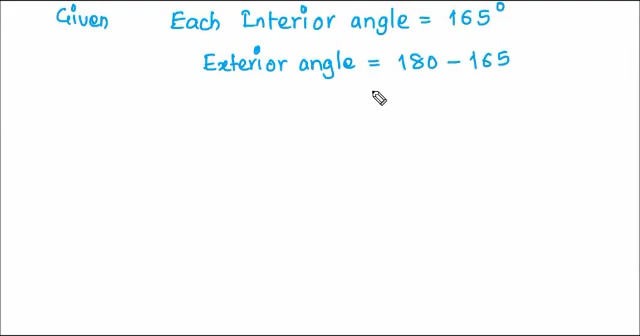 Given Each Interior angle = 165°
Exterior angle = 180 - 165